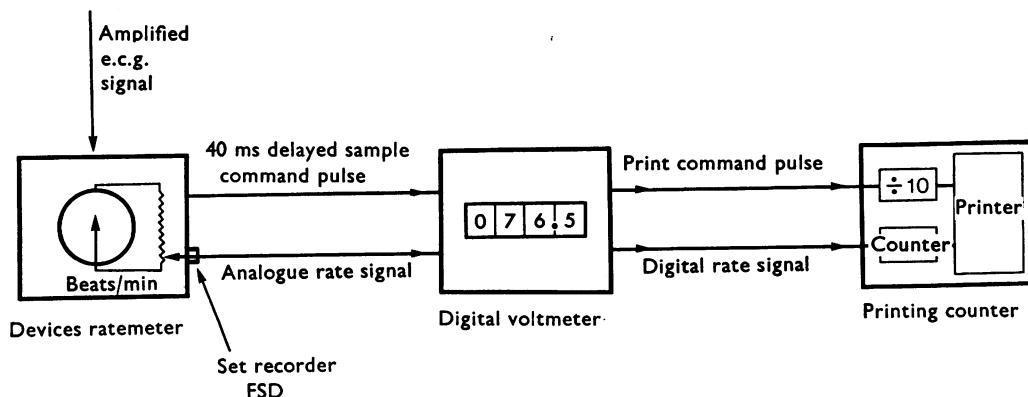 Amplified
e.c.g.
signal
40 ms delayed sample
command pulse
Print command pulse
÷10
Printer
0 7 6.5
Counter
Beats/min
Analogue rate signal
Digital rate signal
Devices ratemeter
Digital voltmeter
Printing counter
Set recorder
FSD